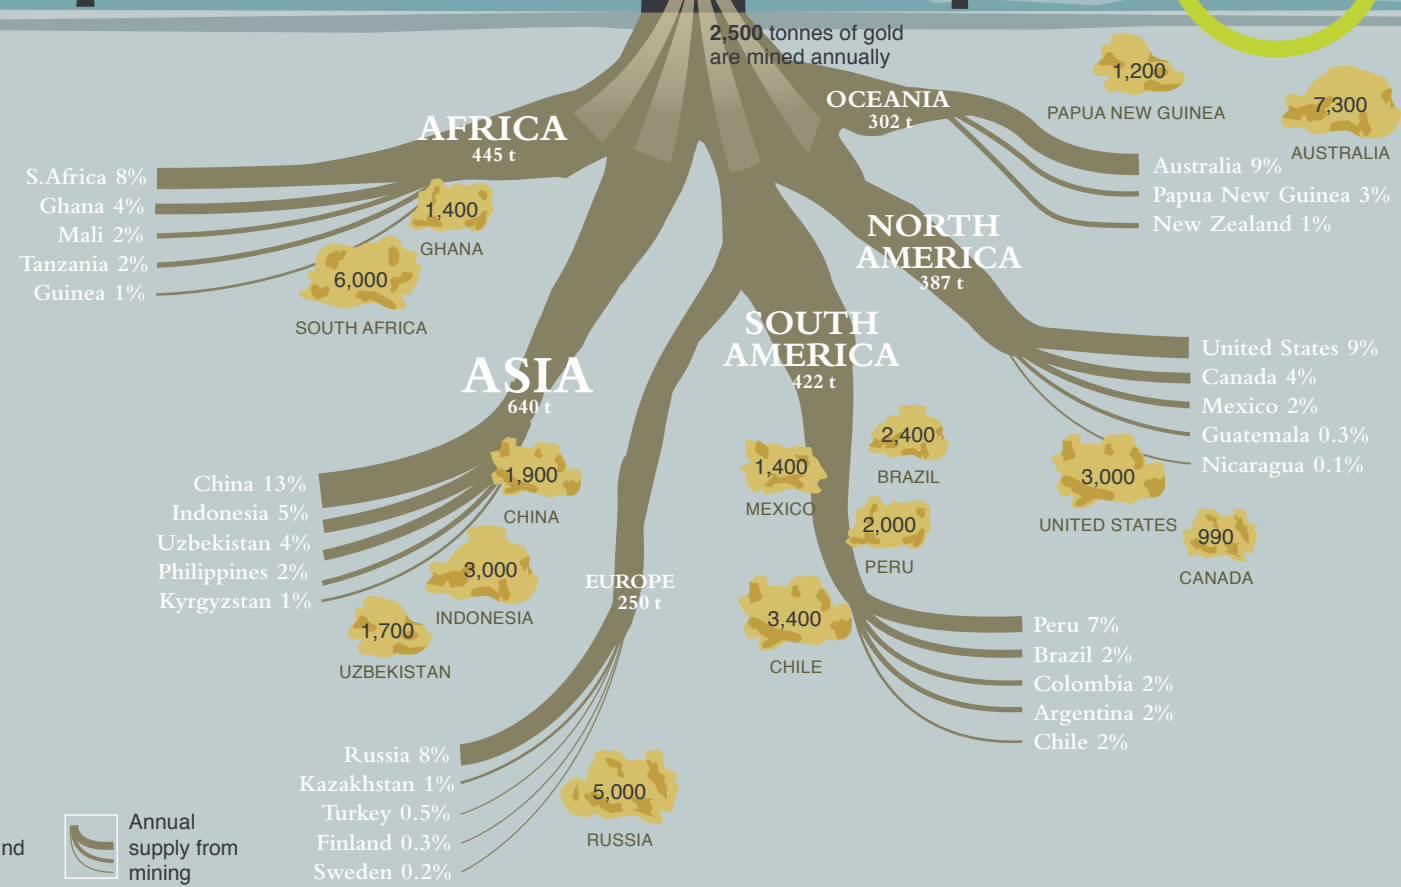 2,500 tonnes of gold
are mined annually
AFRICA
445 t
S.Africa 8%
Ghana 4%
Mali 2%
Tanzania 2%
Guinea 1%
1,400
GHANA
6,000
SOUTH AFRICA
OCEANIA
302 t
1,200
PAPUA NEW GUINEA
7,300
AUSTRALIA
Australia 9%
Papua New Guinea 3%
New Zealand 1%
NORTH
AMERICA
387 t
United States 9%
Canada 4%
Mexico 2%
Guatemala 0.3%
Nicaragua 0.1%
3,000
UNITED STATES
990
CANADA
ASIA
640 t
China 13%
Indonesia 5%
Uzbekistan 4%
Philippines 2%
Kyrgyzstan 1%
1,900
CHINA
3,000
INDONESIA
1,700
UZBEKISTAN
SOUTH
AMERICA
422 t
1,400
MEXICO
2,400
BRAZIL
2,000
PERU
3,400
CHILE
Peru 7%
Brazil 2%
Colombia 2%
Argentina 2%
Chile 2%
EUROPE
250 t
Russia 8%
Kazakhstan 1%
Turkey 0.5%
Finland 0.3%
Sweden 0.2%
5,000
RUSSIA
nd
Annual
supply from
mining